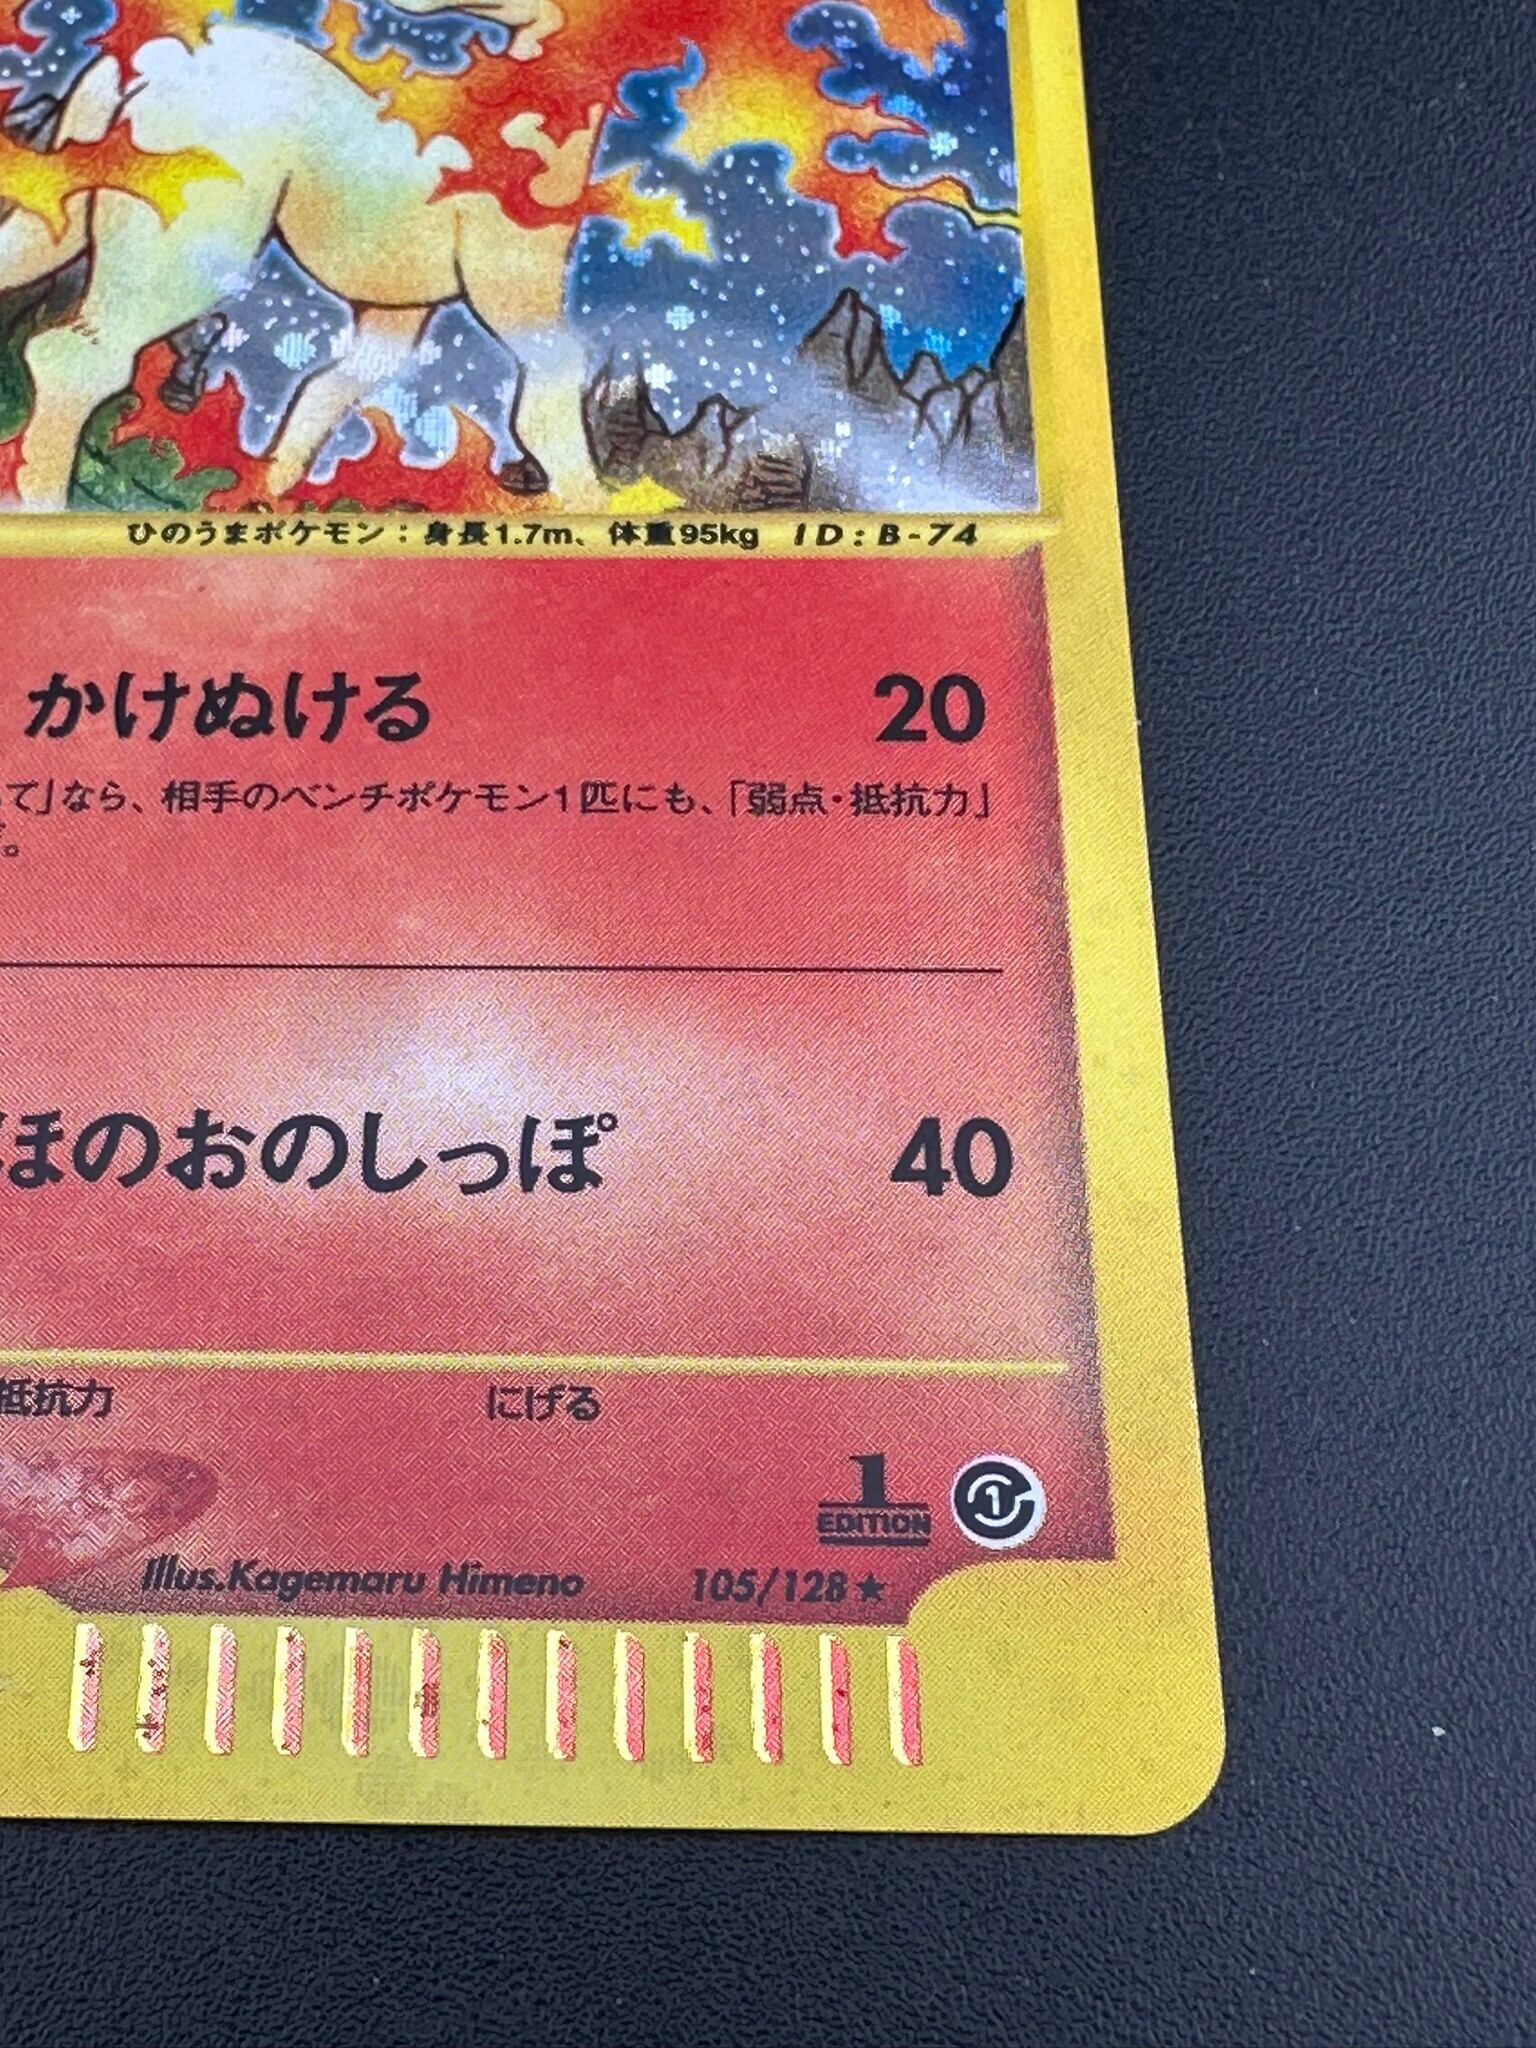 ひのうまポケモン：身長1.7m、体重95kg ID：B-74
かけぬける 20
て」なら、相手のベンチポケモン1匹にも、「弱点・抵抗力」
。
ほのおのしっぽ 40
抵抗力 にげる
1
EDITION
1
Illus.Kagemaru Himeno 105/128★